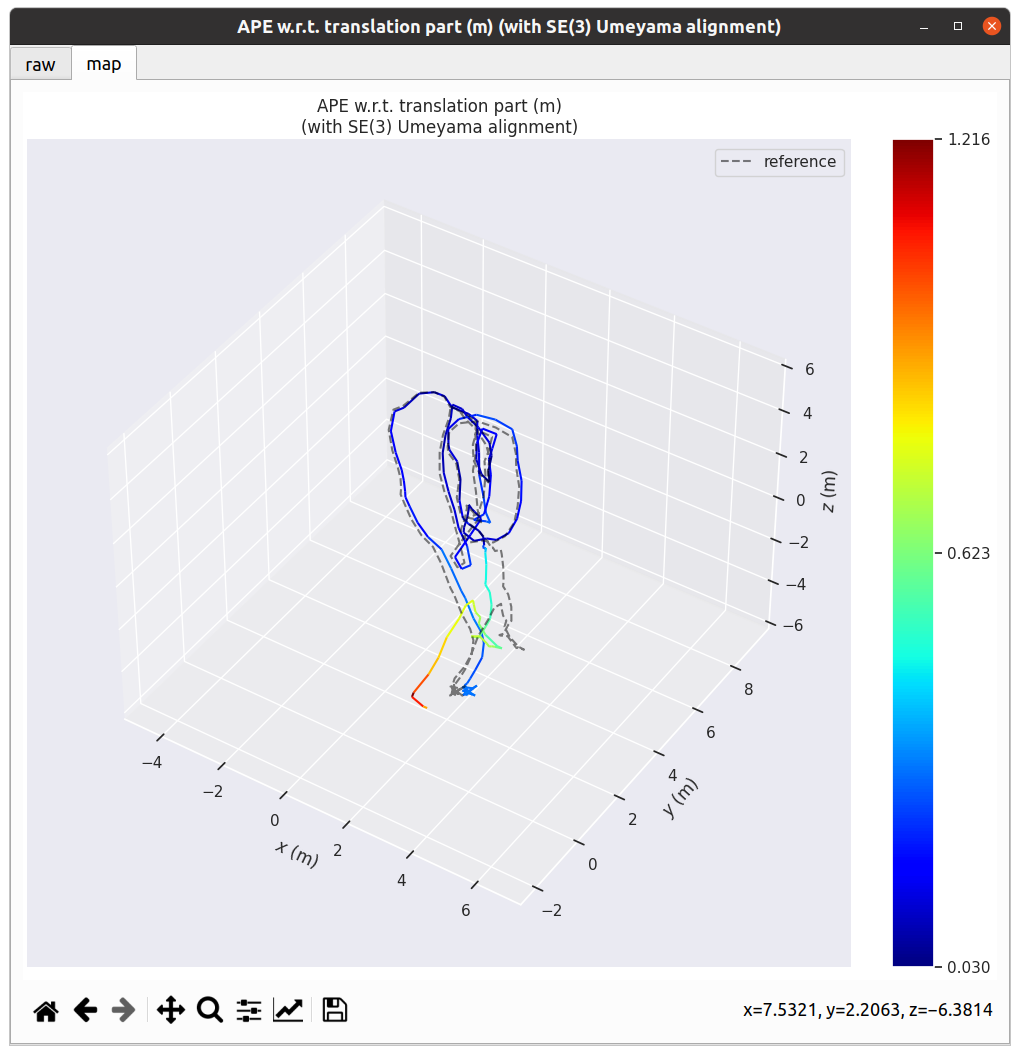 APE w.r.t. translation part (m) (with SE(3) Umeyama alignment)
raw
map
APE w.r.t. translation part (m)
(with SE(3) Umeyama alignment)
reference
1.216
0.623
0.030
6
4
2
0
−2
−4
−6
z (m)
8
6
4
2
0
−2
y (m)
−4
−2
0
2
4
6
x (m)
x=7.5321, y=2.2063, z=−6.3814